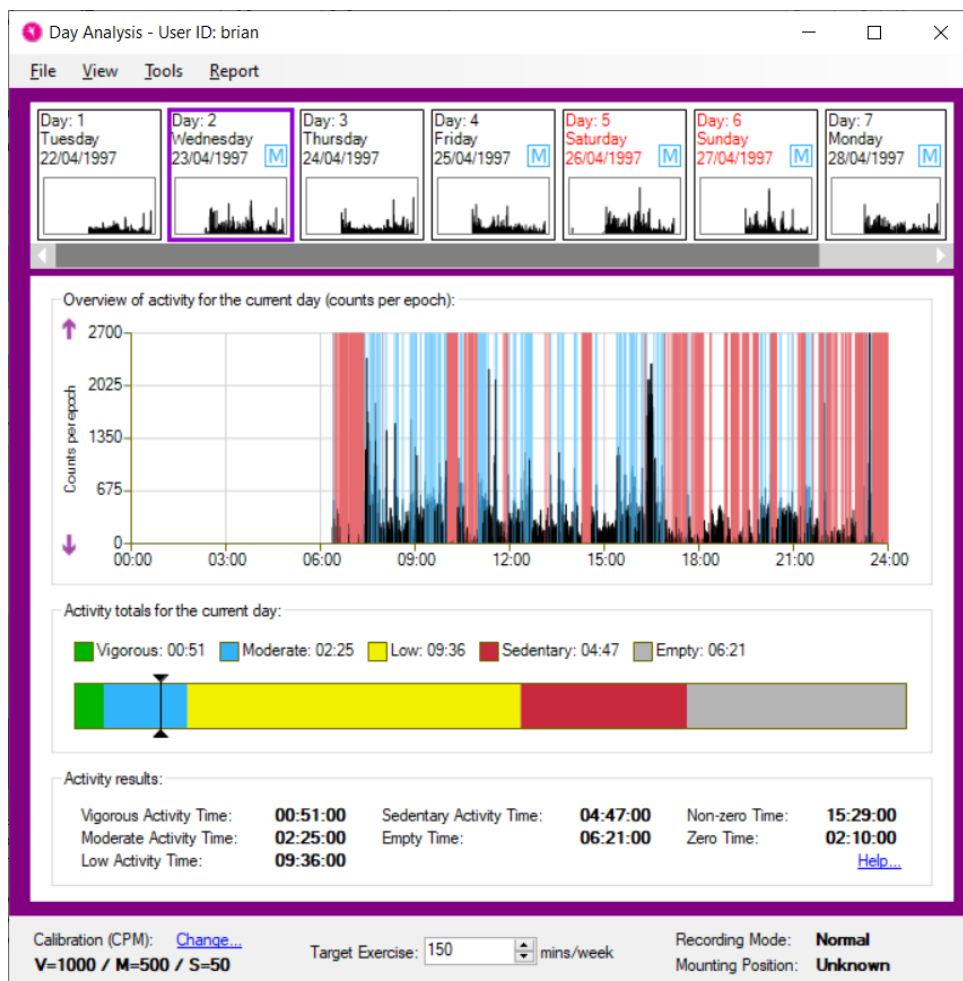 Day Analysis - User ID: brian
File View Tools Report
Day: 1
Tuesday
22/04/1997
Day: 2
Wednesday
23/04/1997 M
Day: 3
Thursday
24/04/1997
Day: 4
Friday
25/04/1997 M
Day: 5
Saturday
26/04/1997 M
Day: 6
Sunday
27/04/1997 M
Day: 7
Monday
28/04/1997 M
Overview of activity for the current day (counts per epoch):
Counts per epoch
2700
2025
1350
675
0
00:00 03:00 06:00 09:00 12:00 15:00 18:00 21:00 24:00
Activity totals for the current day:
Vigorous: 00:51 Moderate: 02:25 Low: 09:36 Sedentary: 04:47 Empty: 06:21
Activity results:
Vigorous Activity Time: 00:51:00 Sedentary Activity Time: 04:47:00 Non-zero Time: 15:29:00
Moderate Activity Time: 02:25:00 Empty Time: 06:21:00 Zero Time: 02:10:00
Low Activity Time: 09:36:00 Help...
Calibration (CPM): Change... Target Exercise: 150 mins/week Recording Mode: Normal
V=1000 / M=500 / S=50 Mounting Position: Unknown